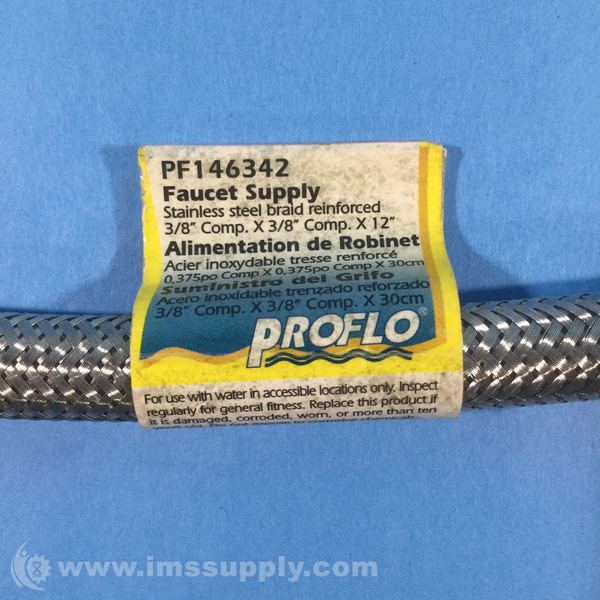 PF146342
Faucet Supply
Stainless steel braid reinforced
3/8" Comp. X 3/8" Comp. X 12"
Alimentation de Robinet
Acier inoxydable tresse renforcé
0,375po Comp X 0,375po Comp X 30cm
Suministro del Grifo
Acero inoxidable trenzado reforzado
3/8" Comp. X 3/8" Comp. X 30cm
PROFLO®
For use with water in accessible locations only. Inspect
regularly for general fitness. Replace this product if
it is damaged, corroded, worn, or more than ten
www.imssupply.com